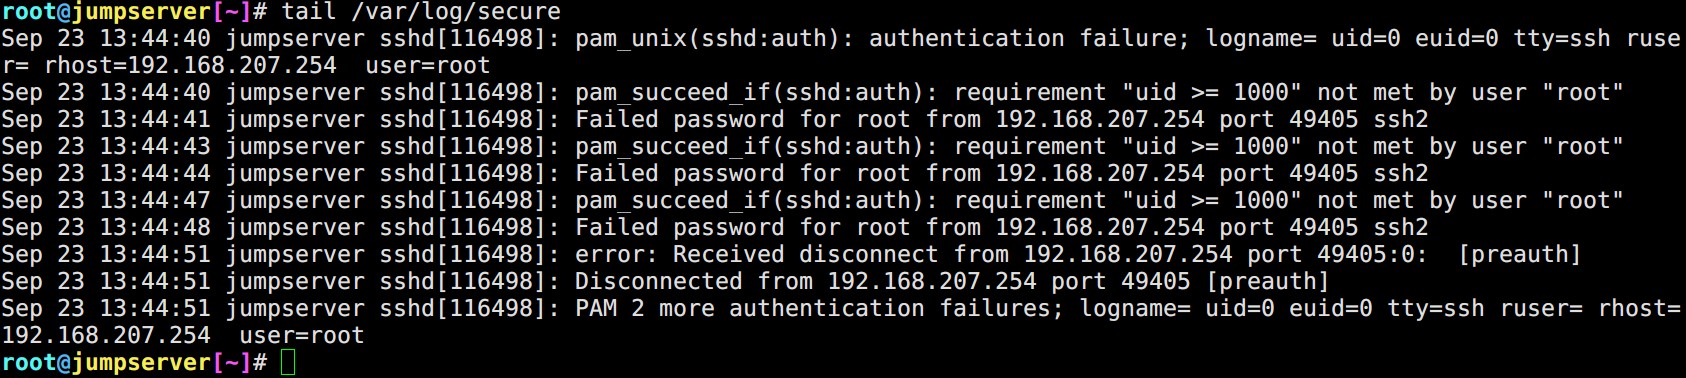 root@jumpserver[~]# tail /var/log/secure
Sep 23 13:44:40 jumpserver sshd[116498]: pam_unix(sshd:auth): authentication failure; logname= uid=0 euid=0 tty=ssh ruse
r= rhost=192.168.207.254  user=root
Sep 23 13:44:40 jumpserver sshd[116498]: pam_succeed_if(sshd:auth): requirement "uid >= 1000" not met by user "root"
Sep 23 13:44:41 jumpserver sshd[116498]: Failed password for root from 192.168.207.254 port 49405 ssh2
Sep 23 13:44:43 jumpserver sshd[116498]: pam_succeed_if(sshd:auth): requirement "uid >= 1000" not met by user "root"
Sep 23 13:44:44 jumpserver sshd[116498]: Failed password for root from 192.168.207.254 port 49405 ssh2
Sep 23 13:44:47 jumpserver sshd[116498]: pam_succeed_if(sshd:auth): requirement "uid >= 1000" not met by user "root"
Sep 23 13:44:48 jumpserver sshd[116498]: Failed password for root from 192.168.207.254 port 49405 ssh2
Sep 23 13:44:51 jumpserver sshd[116498]: error: Received disconnect from 192.168.207.254 port 49405:0:  [preauth]
Sep 23 13:44:51 jumpserver sshd[116498]: Disconnected from 192.168.207.254 port 49405 [preauth]
Sep 23 13:44:51 jumpserver sshd[116498]: PAM 2 more authentication failures; logname= uid=0 euid=0 tty=ssh ruser= rhost=
192.168.207.254  user=root
root@jumpserver[~]#